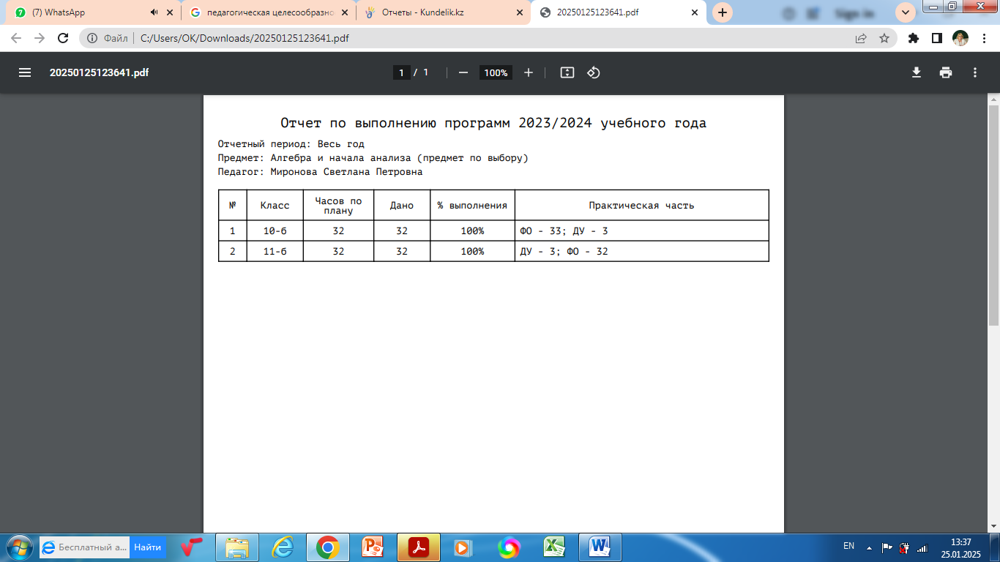 (7) WhatsApp
педагогическая целесообразно
Отчеты - Kundelik.kz
20250125123641.pdf
Файл
C:/Users/OK/Downloads/20250125123641.pdf
20250125123641.pdf
1 / 1
100%
Отчет по выполнению программ 2023/2024 учебного года
Отчетный период: Весь год
Предмет: Алгебра и начала анализа (предмет по выбору)
Педагог: Миронова Светлана Петровна
№ Класс Часов по плану Дано % выполнения Практическая часть
1 10-б 32 32 100% ФО - 33; ДУ - 3
2 11-б 32 32 100% ДУ - 3; ФО - 32
Бесплатный а... Найти
EN
13:37
25.01.2025